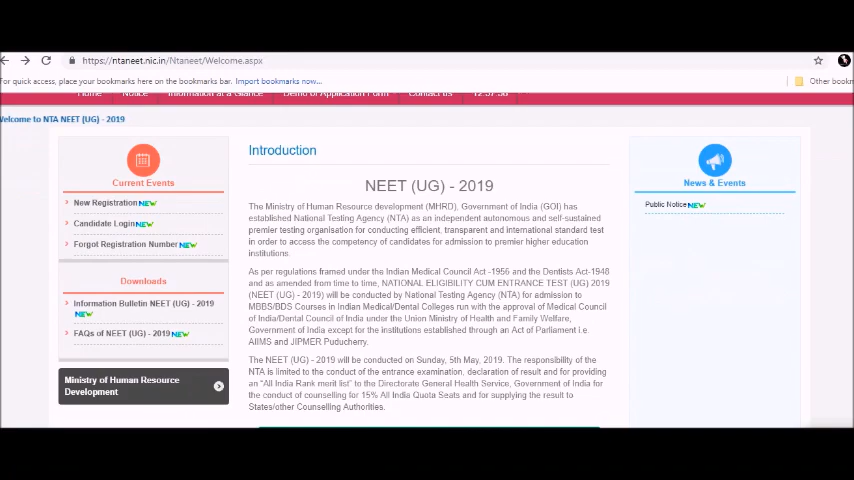 https://ntaneet.nic.in/Ntaneet/Welcome.aspx
For quick access, place your bookmarks here on the bookmarks bar. Import bookmarks now...
Other bookm
Home Notice Information at a Glance Demo of Application Form Contact us
Welcome to NTA NEET (UG) - 2019
Current Events
New Registration NEW
Candidate Login NEW
Forgot Registration Number NEW
Downloads
Information Bulletin NEET (UG) - 2019
NEW
FAQs of NEET (UG) - 2019 NEW
Ministry of Human Resource
Development
Introduction
NEET (UG) - 2019
The Ministry of Human Resource development (MHRD), Government of India (GOI) has
established National Testing Agency (NTA) as an independent autonomous and self-sustained
premier testing organisation for conducting efficient, transparent and international standard test
in order to access the competency of candidates for admission to premier higher education
institutions.
As per regulations framed under the Indian Medical Council Act -1956 and the Dentists Act-1948
and as amended from time to time, NATIONAL ELIGIBILITY CUM ENTRANCE TEST (UG) 2019
(NEET (UG) - 2019) will be conducted by National Testing Agency (NTA) for admission to
MBBS/BDS Courses in Indian Medical/Dental Colleges run with the approval of Medical Council
of India/Dental Council of India under the Union Ministry of Health and Family Welfare,
Government of India except for the institutions established through an Act of Parliament i.e.
AIIMS and JIPMER Puducherry.
The NEET (UG) - 2019 will be conducted on Sunday, 5th May, 2019. The responsibility of the
NTA is limited to the conduct of the entrance examination, declaration of result and for providing
an "All India Rank merit list" to the Directorate General Health Service, Government of India for
the conduct of counselling for 15% All India Quota Seats and for supplying the result to
States/other Counselling Authorities.
News & Events
Public Notice NEW